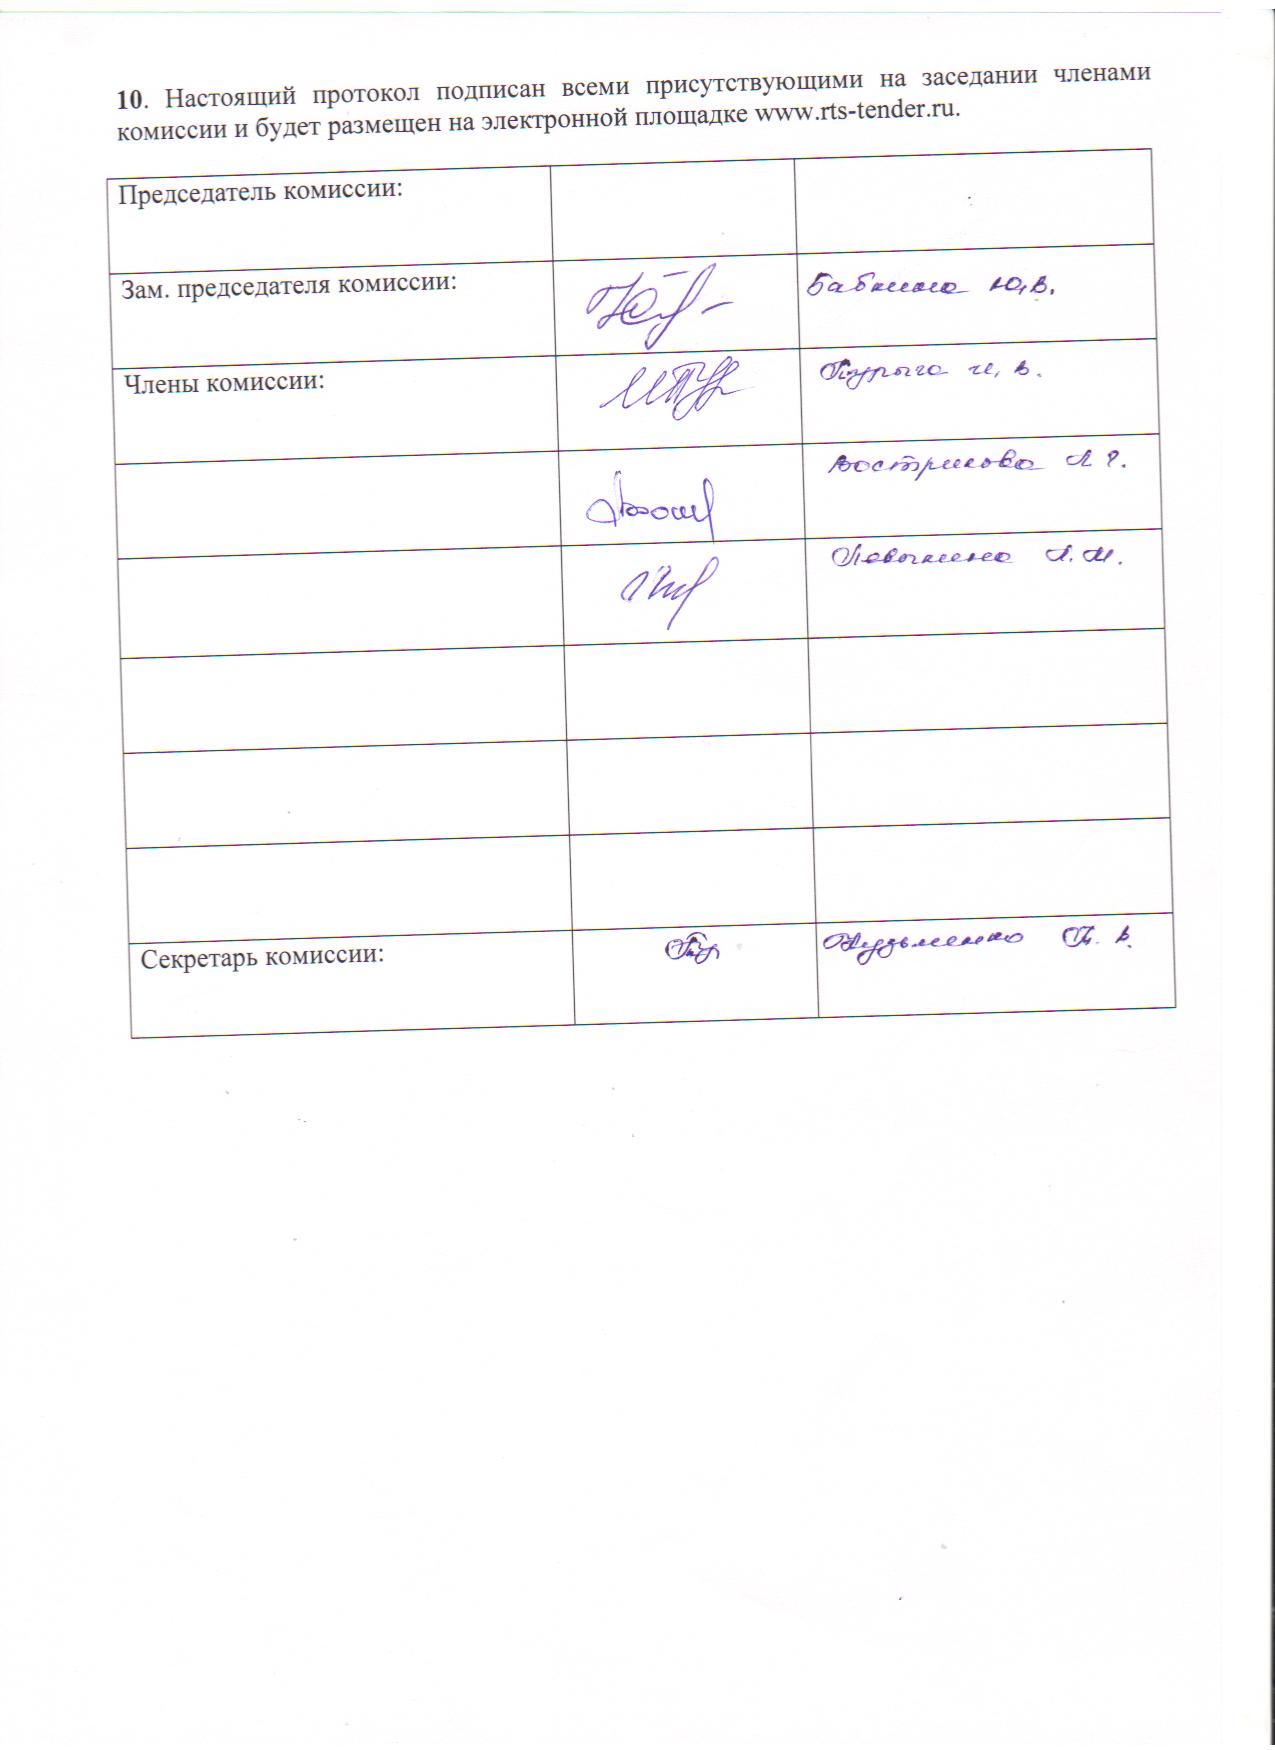 10. Настоящий протокол подписан всеми присутствующими на заседании членами
комиссии и будет размещен на электронной площадке www.rts-tender.ru.
Председатель комиссии:
Зам. председателя комиссии:
Бабкина Ю.В.
Члены комиссии:
И. В.
Вострикова Л Г.
Л. М.
Секретарь комиссии:
Кузьменко Т. В.